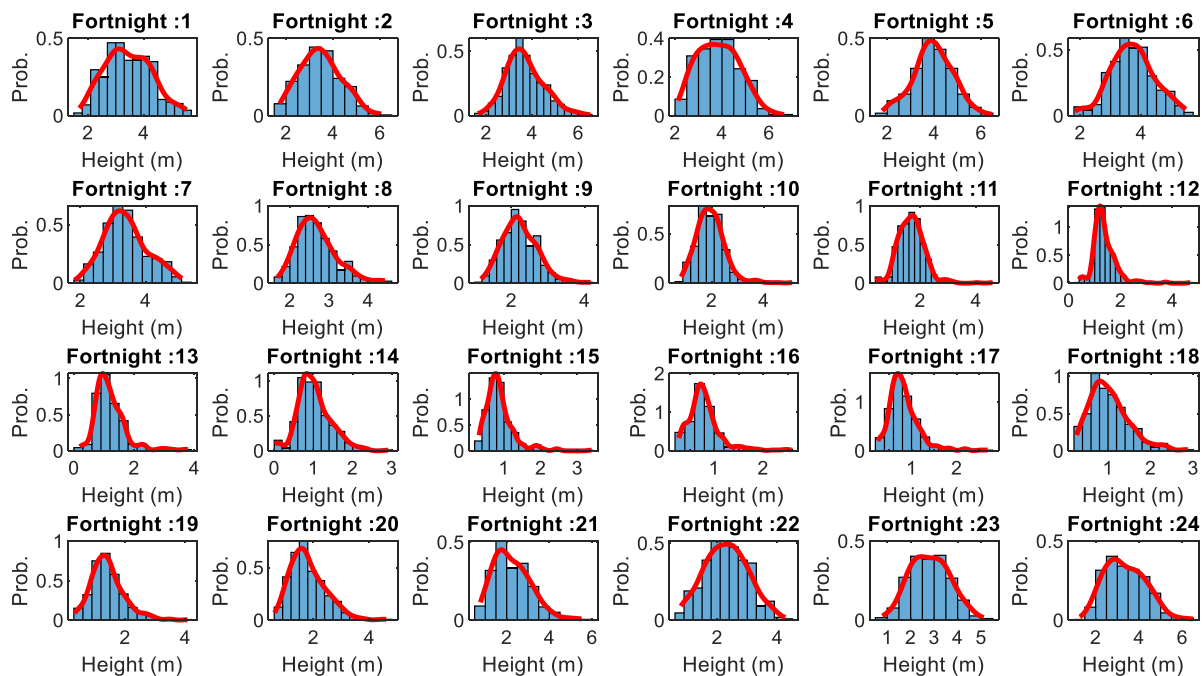 Fortnight :1 Fortnight :2 Fortnight :3 Fortnight :4 Fortnight :5 Fortnight :6
0.5 0.5 0.5 0.4 0.5 0.5
0.2
0 0 0 0 0 0
Prob. Prob. Prob. Prob. Prob. Prob.
2 4 2 4 6 2 4 6 2 4 6 2 4 6 2 4
Height (m) Height (m) Height (m) Height (m) Height (m) Height (m)
Fortnight :7 Fortnight :8 Fortnight :9 Fortnight :10 Fortnight :11 Fortnight :12
0.5 1 0.5 0.5 1 1
0.5 0.5
0 0 0 0 0 0
Prob. Prob. Prob. Prob. Prob. Prob.
2 4 2 3 4 2 4 2 4 2 4 0 2 4
Height (m) Height (m) Height (m) Height (m) Height (m) Height (m)
Fortnight :13 Fortnight :14 Fortnight :15 Fortnight :16 Fortnight :17 Fortnight :18
1 1 1 2 1 1
0.5 0.5 0.5 1 0.5
0 0 0 0 0 0
Prob. Prob. Prob. Prob. Prob. Prob.
0 2 4 0 1 2 3 1 2 3 1 2 1 2 1 2 3
Height (m) Height (m) Height (m) Height (m) Height (m) Height (m)
Fortnight :19 Fortnight :20 Fortnight :21 Fortnight :22 Fortnight :23 Fortnight :24
1 0.5 0.5 0.5 0.5 0.5
0.5
0 0 0 0 0 0
Prob. Prob. Prob. Prob. Prob. Prob.
2 4 2 4 2 4 6 2 4 1 2 3 4 5 2 4 6
Height (m) Height (m) Height (m) Height (m) Height (m) Height (m)